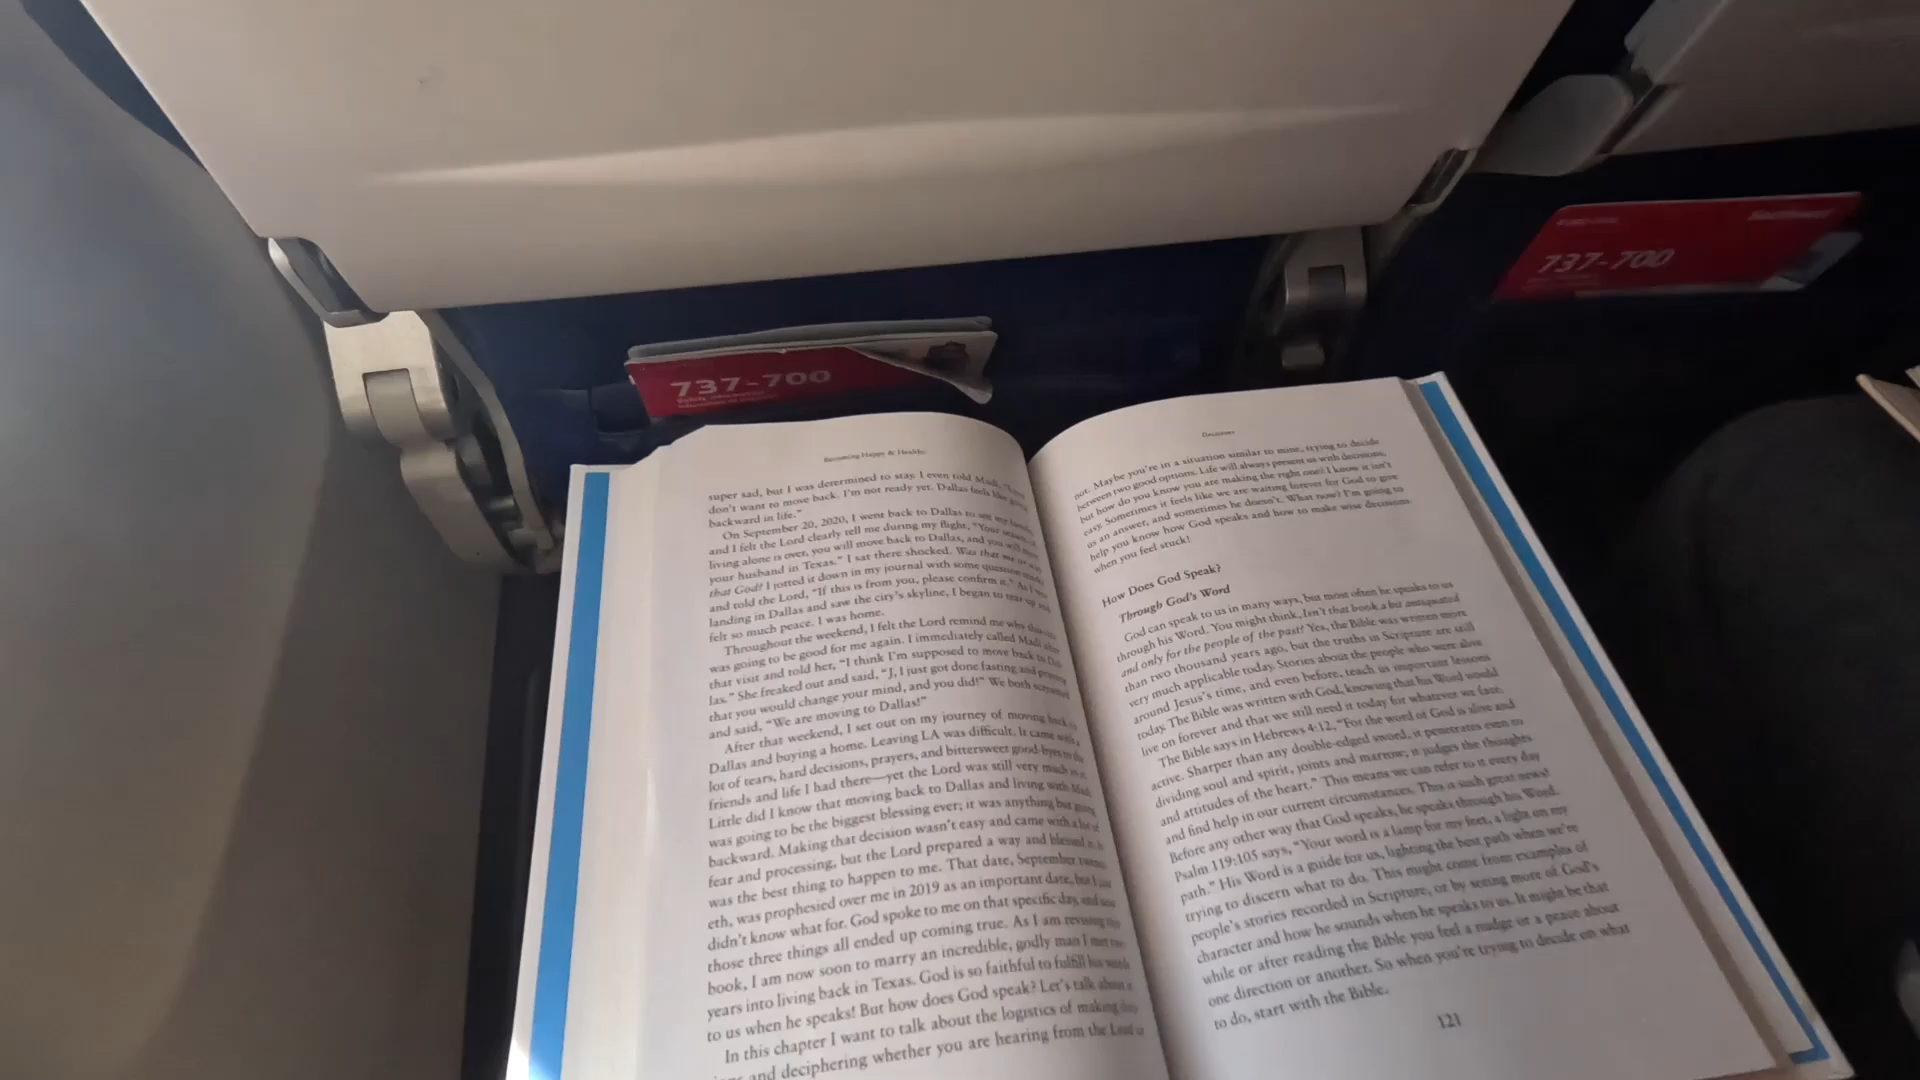 Southwest
737-700
737-700
Becoming Happy & Healthy
super sad, but I was determined to stay. I even told Madi, "I
don't want to move back. I'm not ready yet. Dallas feels like going
backward in life."
On September 20, 2020, I went back to Dallas to see my family,
and I felt the Lord clearly tell me during my flight, "Your season of
living alone is over, you will move back to Dallas, and you will meet
your husband in Texas." I sat there shocked. Was that me or was
that God? I jotted it down in my journal with some question marks
and told the Lord, "If this is from you, please confirm it." As I was
landing in Dallas and saw the city's skyline, I began to tear up and
felt so much peace. I was home.
Throughout the weekend, I felt the Lord remind me why this
was going to be good for me again. I immediately called Madi after
that visit and told her, "I think I'm supposed to move back to Dal-
las." She freaked out and said, "J, I just got done fasting and praying
that you would change your mind, and you did!" We both screamed
and said, "We are moving to Dallas!"
After that weekend, I set out on my journey of moving back to
Dallas and buying a home. Leaving LA was difficult. It came with a
lot of tears, hard decisions, prayers, and bittersweet good-byes to the
friends and life I had there—yet the Lord was still very much in it.
Little did I know that moving back to Dallas and living with Madi
was going to be the biggest blessing ever; it was anything but going
backward. Making that decision wasn't easy and came with a lot of
fear and processing, but the Lord prepared a way and blessed it. It
was the best thing to happen to me. That date, September twenti-
eth, was prophesied over me in 2019 as an important date, but I
didn't know what for. God spoke to me on that specific day, and
those three things all ended up coming true. As I am revising this
book, I am now soon to marry an incredible, godly man I met two
years into living back in Texas. God is so faithful to fulfill his words
to us when he speaks! But how does God speak? Let's talk about it.
In this chapter I want to talk about the logistics of making
and deciphering whether you are hearing from the Lord or
Decisions
not. Maybe you're in a situation similar to mine, trying to decide
between two good options. Life will always present us with decisions,
but how do you know you are making the right one? I know it isn't
easy. Sometimes it feels like we are waiting forever for God to give
us an answer, and sometimes he doesn't. What now? I'm going to
help you know how God speaks and how to make wise decisions
when you feel stuck!
How Does God Speak?
Through God's Word
God can speak to us in many ways, but most often he speaks to us
through his Word. You might think, Isn't that book a bit antiquated
and only for the people of the past? Yes, the Bible was written more
than two thousand years ago, but the truths in Scripture are still
very much applicable today. Stories about the people who were alive
around Jesus's time, and even before, teach us important lessons
today. The Bible was written with God, knowing that his Word would
live on forever and that we still need it today for whatever we face.
The Bible says in Hebrews 4:12, "For the word of God is alive and
active. Sharper than any double-edged sword, it penetrates even to
dividing soul and spirit, joints and marrow; it judges the thoughts
and attitudes of the heart." This means we can refer to it every day
and find help in our current circumstances. This is such great news!
Before any other way that God speaks, he speaks through his Word.
Psalm 119:105 says, "Your word is a lamp for my feet, a light on my
path." His Word is a guide for us, lighting the best path when we're
trying to discern what to do. This might come from examples of
people's stories recorded in Scripture, or by seeing more of God's
character and how he sounds when he speaks to us. It might be that
while or after reading the Bible you feel a nudge or a peace about
one direction or another. So when you're trying to decide on what
to do, start with the Bible.
121